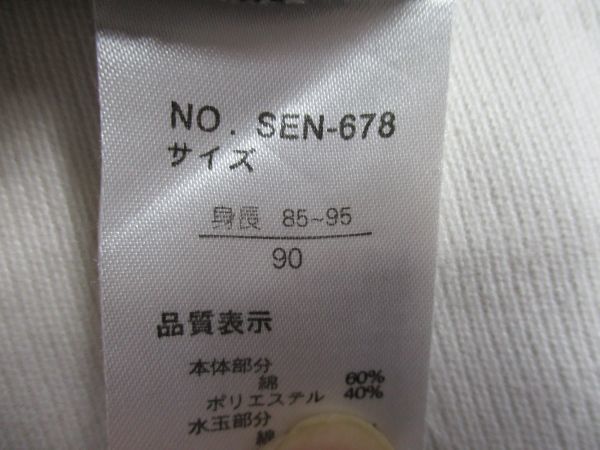 NO. SEN-678
サイズ
身長 85~95
90
品質表示
本体部分
綿 60%
ポリエステル 40%
水玉部分
綿